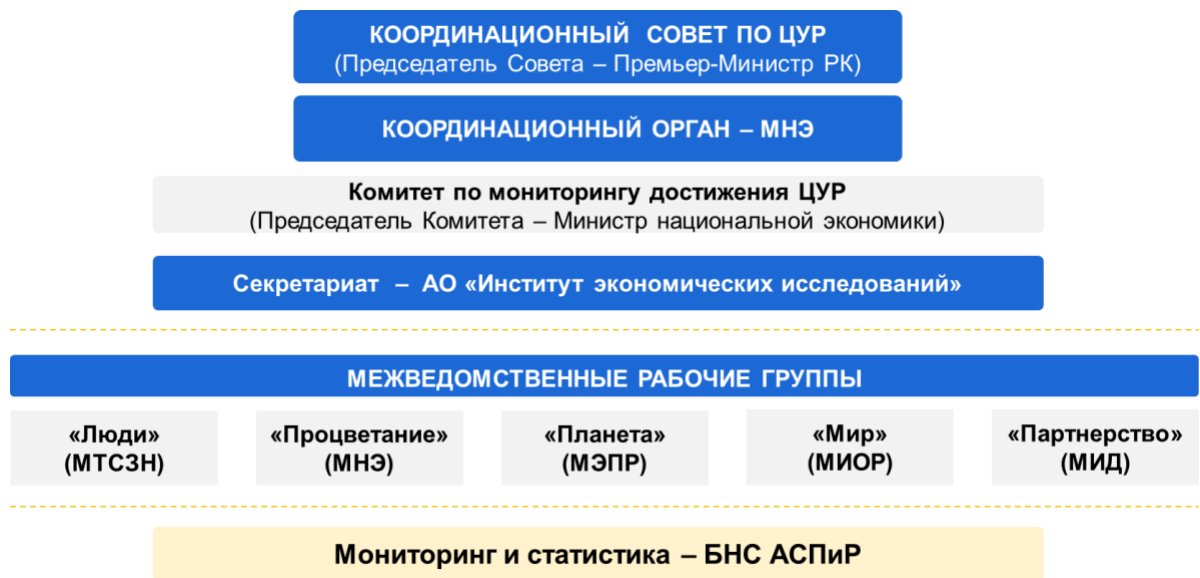 КООРДИНАЦИОННЫЙ СОВЕТ ПО ЦУР
(Председатель Совета – Премьер-Министр РК)
КООРДИНАЦИОННЫЙ ОРГАН – МНЭ
Комитет по мониторингу достижения ЦУР
(Председатель Комитета – Министр национальной экономики)
Секретариат – АО «Институт экономических исследований»
МЕЖВЕДОМСТВЕННЫЕ РАБОЧИЕ ГРУППЫ
«Люди»
(МТСЗН)
«Процветание»
(МНЭ)
«Планета»
(МЭПР)
«Мир»
(МИОР)
«Партнерство»
(МИД)
Мониторинг и статистика – БНС АСПиР